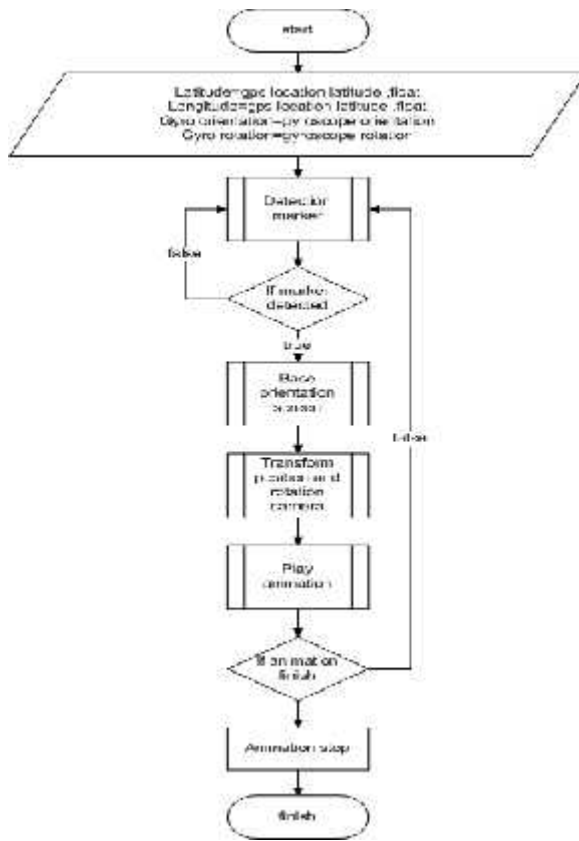 start
Latitude=gps location latitude .float
Longitude=gps location latitude .float
Gyro orientation=gyroscope orientation
Gyro rotation=gyroscope rotation
Detection
marker
false
If marker
detected
true
Base
orientation
false
Transform
position and
rotation
camera
Play
animation
If animation
finish
Animation stop
finish